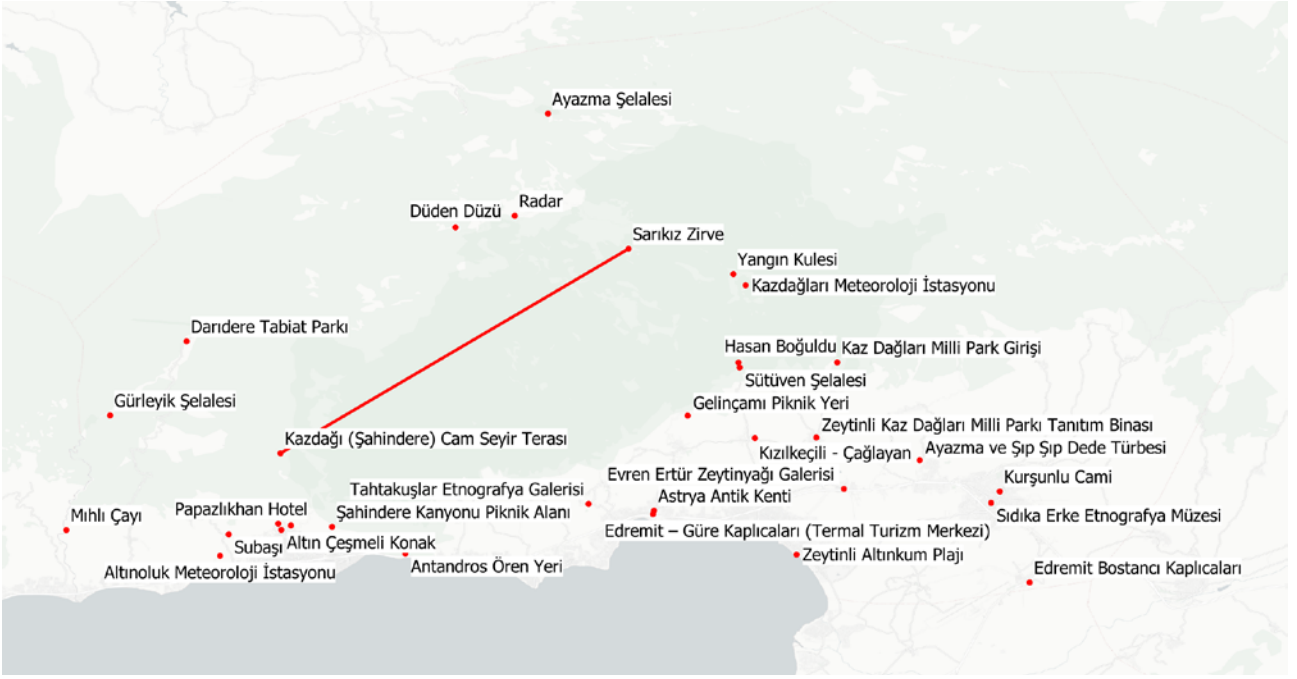 Ayazma Şelalesi
Radar
Düden Düzü
Sarıkız Zirve
Yangın Kulesi
Kazdağları Meteoroloji İstasyonu
Darıdere Tabiat Parkı
Hasan Boğuldu
Kaz Dağları Milli Park Girişi
Sütüven Şelalesi
Gürleyik Şelalesi
Gelinçamı Piknik Yeri
Zeytinli Kaz Dağları Milli Parkı Tanıtım Binası
Kazdağı (Şahindere) Cam Seyir Terası
Kızılkeçili - Çağlayan
Ayazma ve Şıp Şıp Dede Türbesi
Evren Ertür Zeytinyağı Galerisi
Kurşunlu Cami
Tahtakuşlar Etnografya Galerisi
Astrya Antik Kenti
Papazlıkhan Hotel
Şahindere Kanyonu Piknik Alanı
Mıhlı Çayı
Sıdıka Erke Etnografya Müzesi
Edremit – Güre Kaplıcaları (Termal Turizm Merkezi)
Subaşı
Altın Çeşmeli Konak
Zeytinli Altınkum Plajı
Altınoluk Meteoroloji İstasyonu
Antandros Ören Yeri
Edremit Bostancı Kaplıcaları